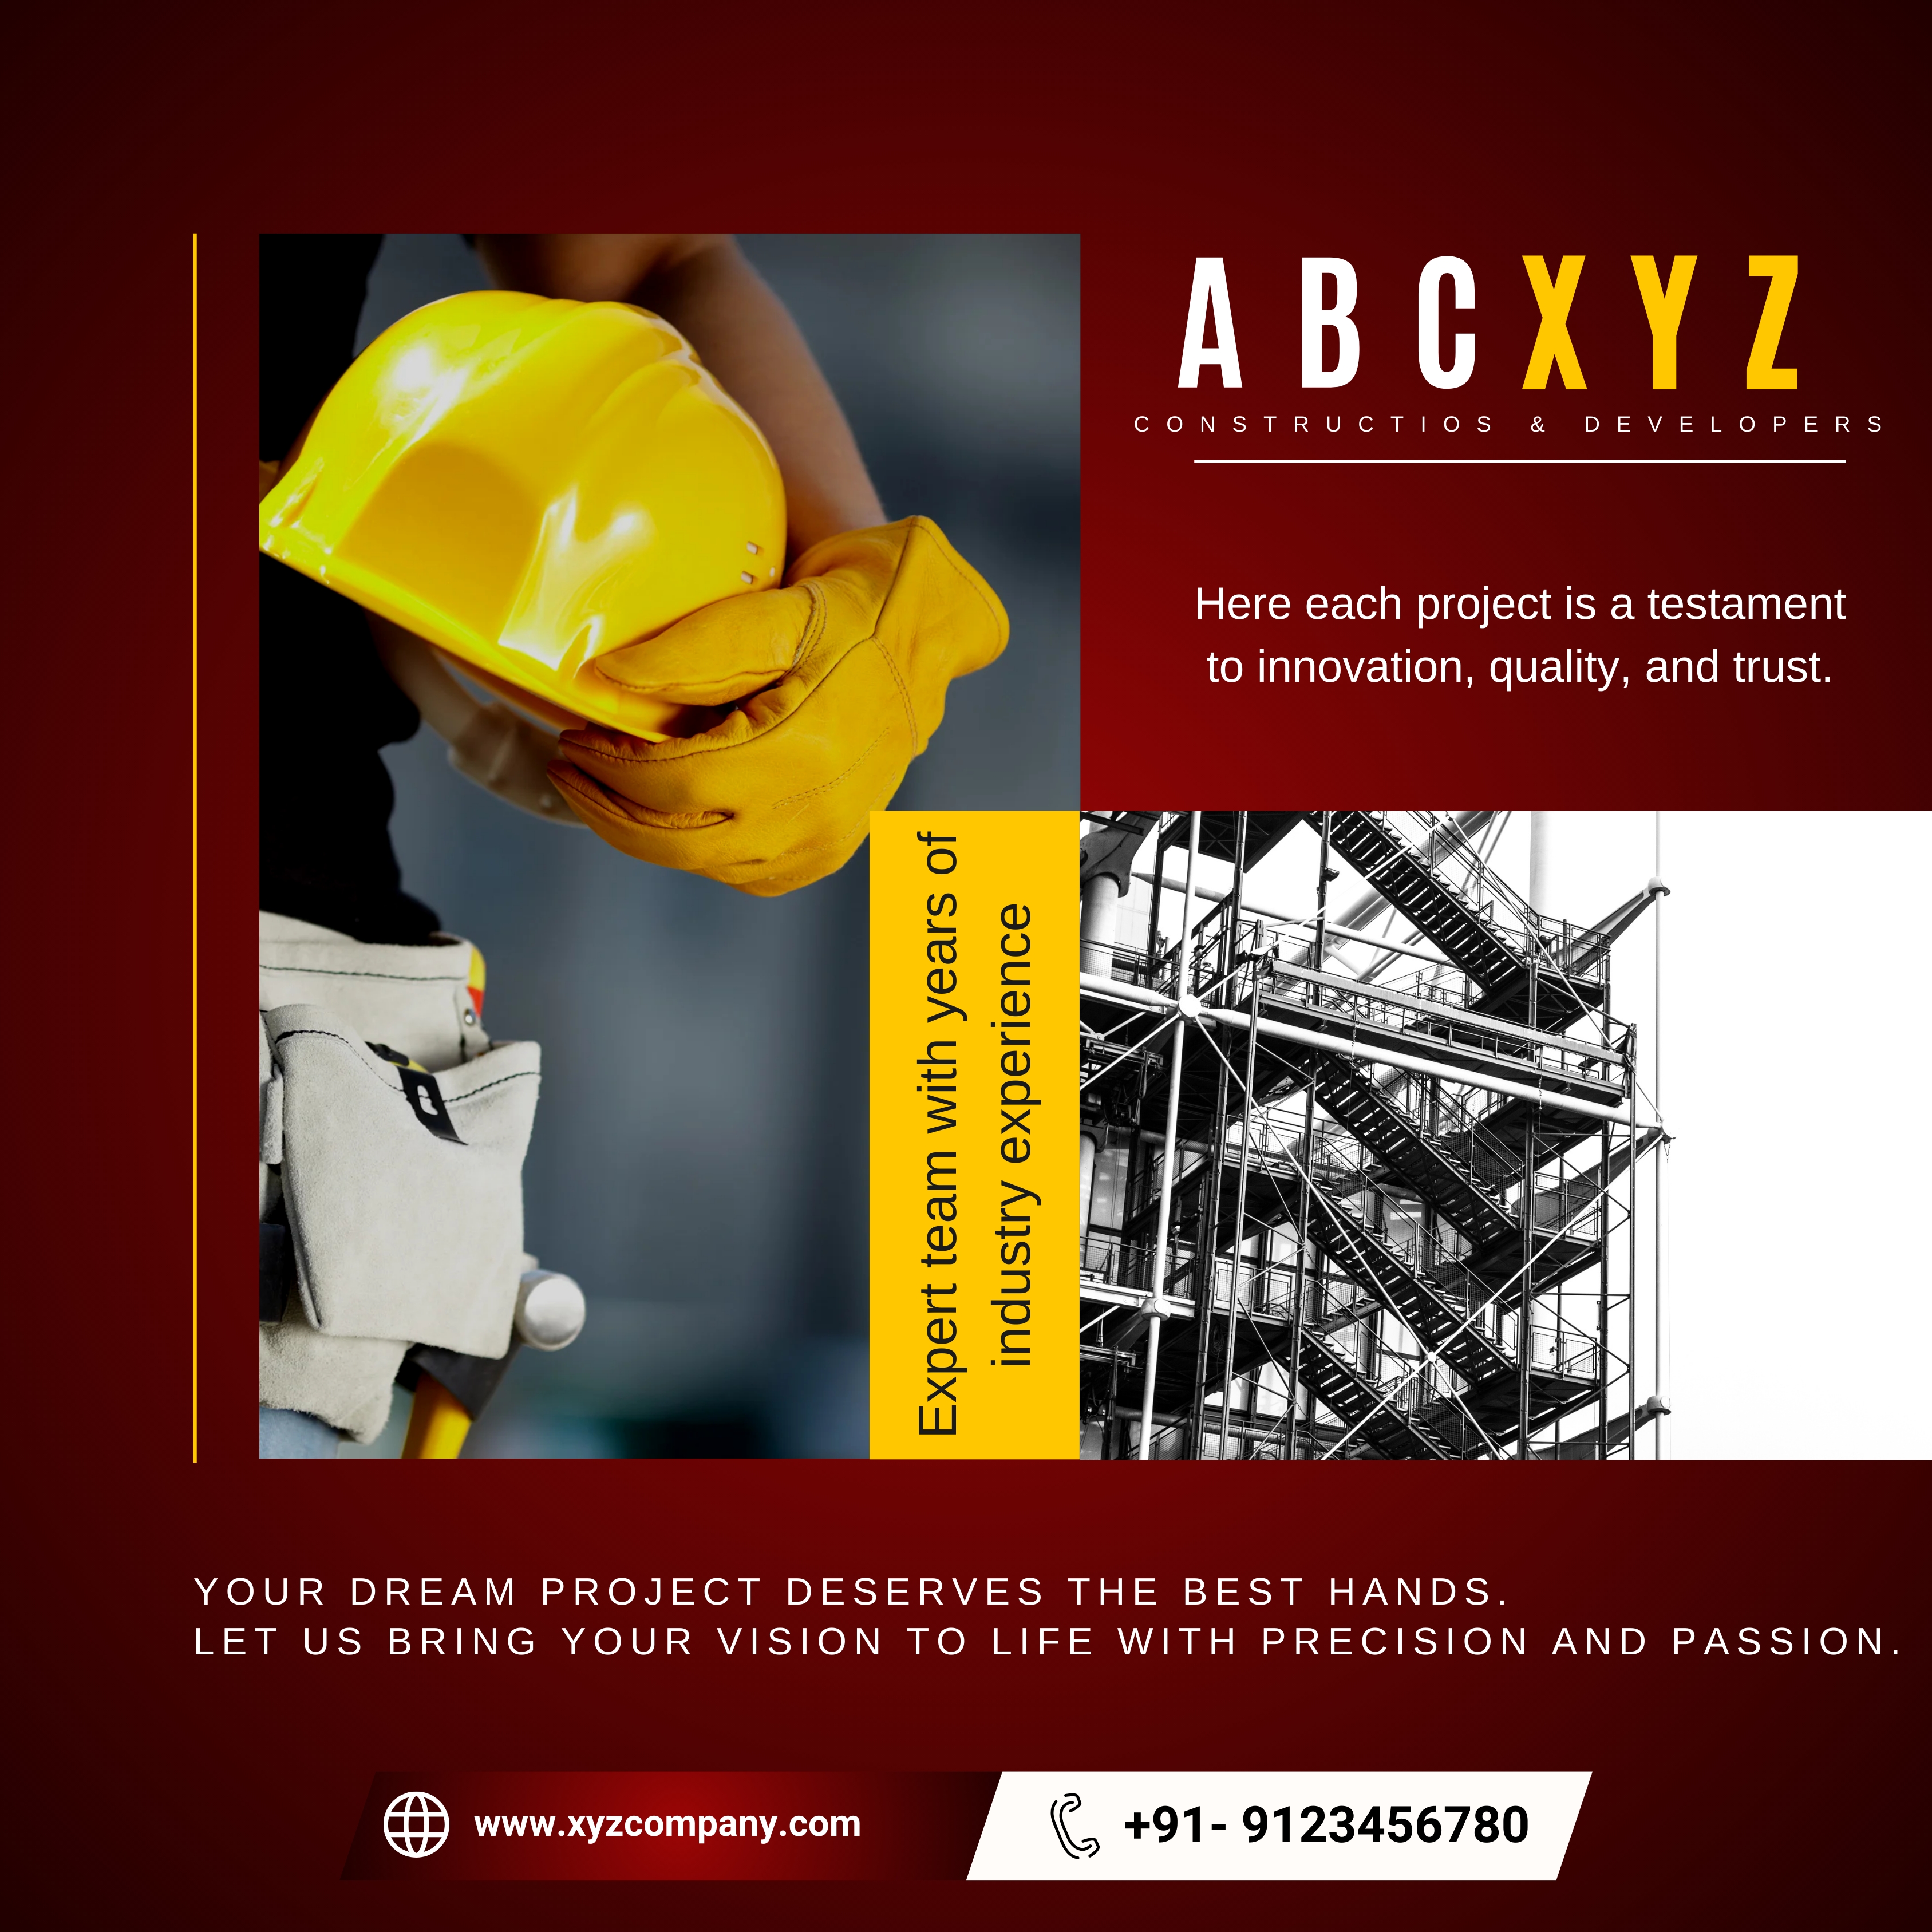 ABCXYZ
CONSTRUCTIOS & DEVELOPERS
Here each project is a testament
to innovation, quality, and trust.
Expert team with years of
industry experience
YOUR DREAM PROJECT DESERVES THE BEST HANDS.
LET US BRING YOUR VISION TO LIFE WITH PRECISION AND PASSION.
www.xyzcompany.com
+91- 9123456780